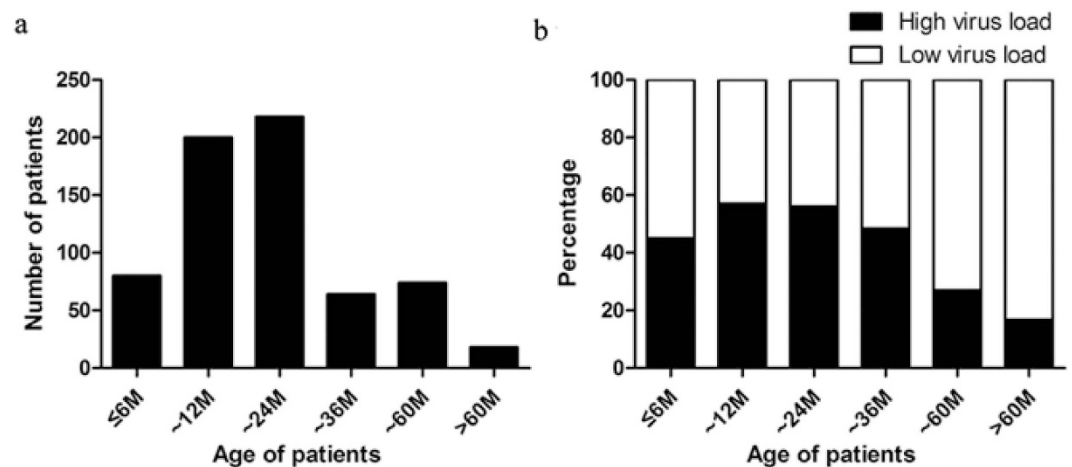 a
Number of patients
250
200
150
100
50
0
≤6M
~12M
~24M
~36M
~60M
>60M
Age of patients
b
High virus load
Low virus load
Percentage
100
80
60
40
20
0
≤6M
~12M
~24M
~36M
~60M
>60M
Age of patients